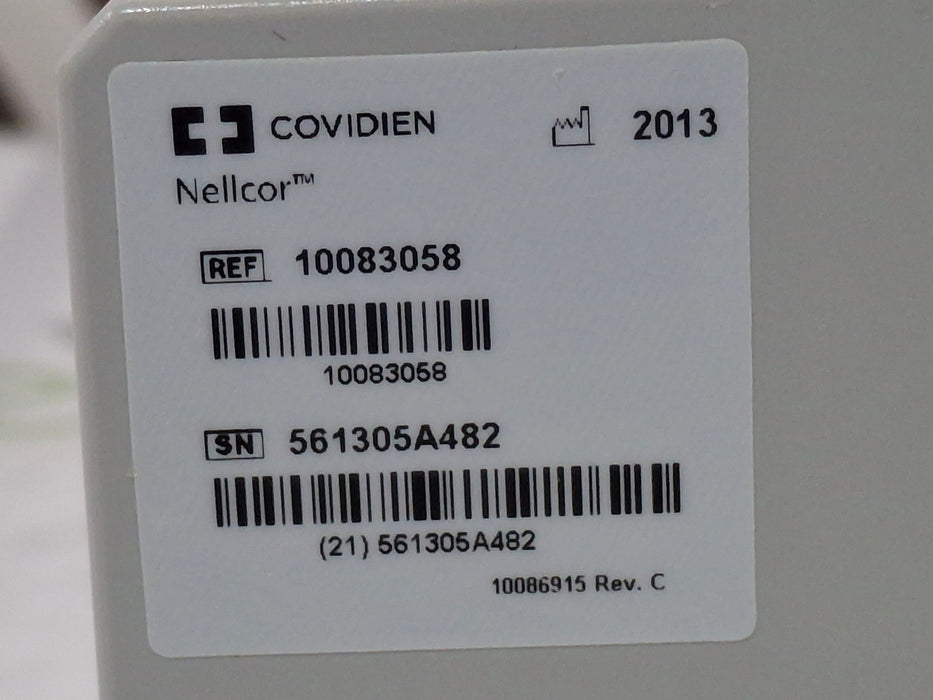 COVIDIEN 2013
Nellcor™
REF 10083058
10083058
SN 561305A482
(21) 561305A482
10086915 Rev. C